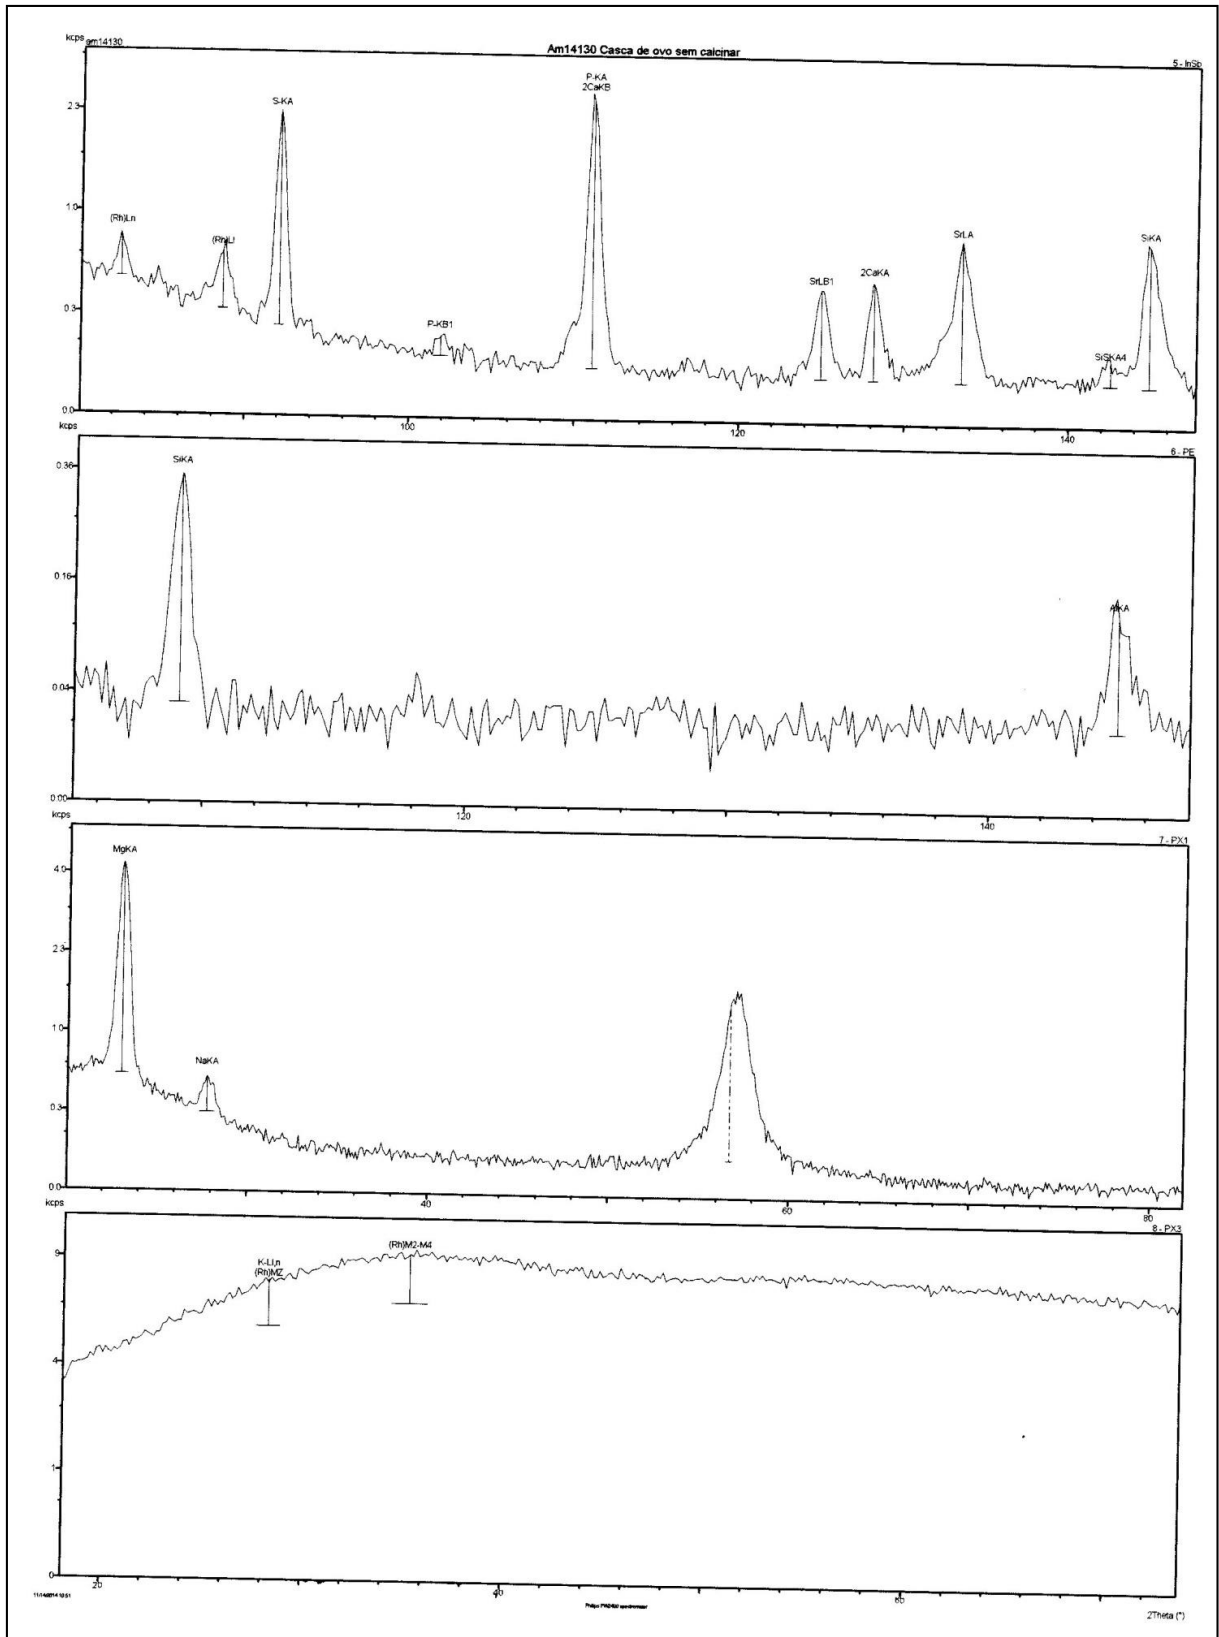 kcps am14130
Am14130 Casca de ovo sem calcinar
5 - InSb
P-KA
2CaKB
S-KA
2.3
SrLA
SiKA
(Rh)Ln
1.0
2CaKA
SrLB1
P-KB1
0.3
SiSKA4
0.0
100
120
140
kcps
6 - PE
SiKA
0.36
0.16
AlKA
0.04
0.00
120
140
kcps
7 - PX1
MgKA
4.0
2.3
1.0
NaKA
0.3
0.0
40
60
80
kcps
8 - PX3
(Rh)M2-M4
9
(Rh)MZ
4
1
0
20
40
60
Philips PW2400 spectrometer
2Theta (°)